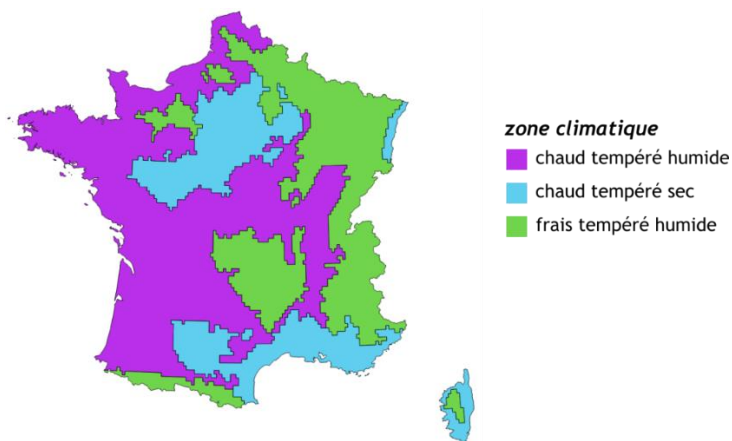 zone climatique
chaud tempéré humide
chaud tempéré sec
frais tempéré humide